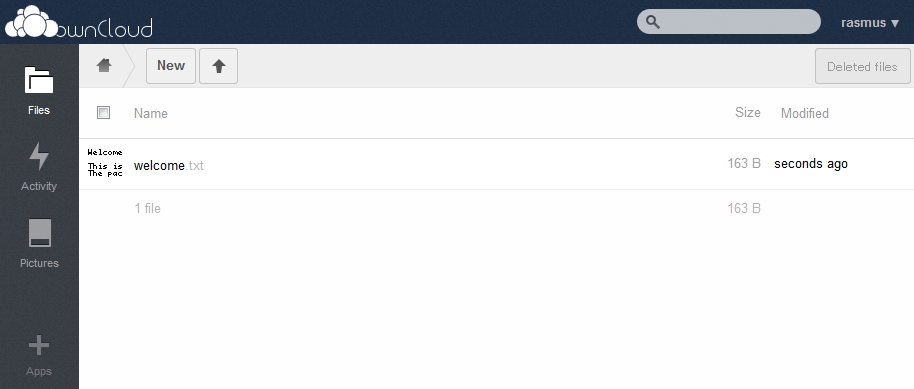 ownCloud
rasmus
Files
Activity
Pictures
Apps
New
Deleted files
Name Size Modified
Welcome
This is
The pac
welcome.txt 163 B seconds ago
1 file 163 B